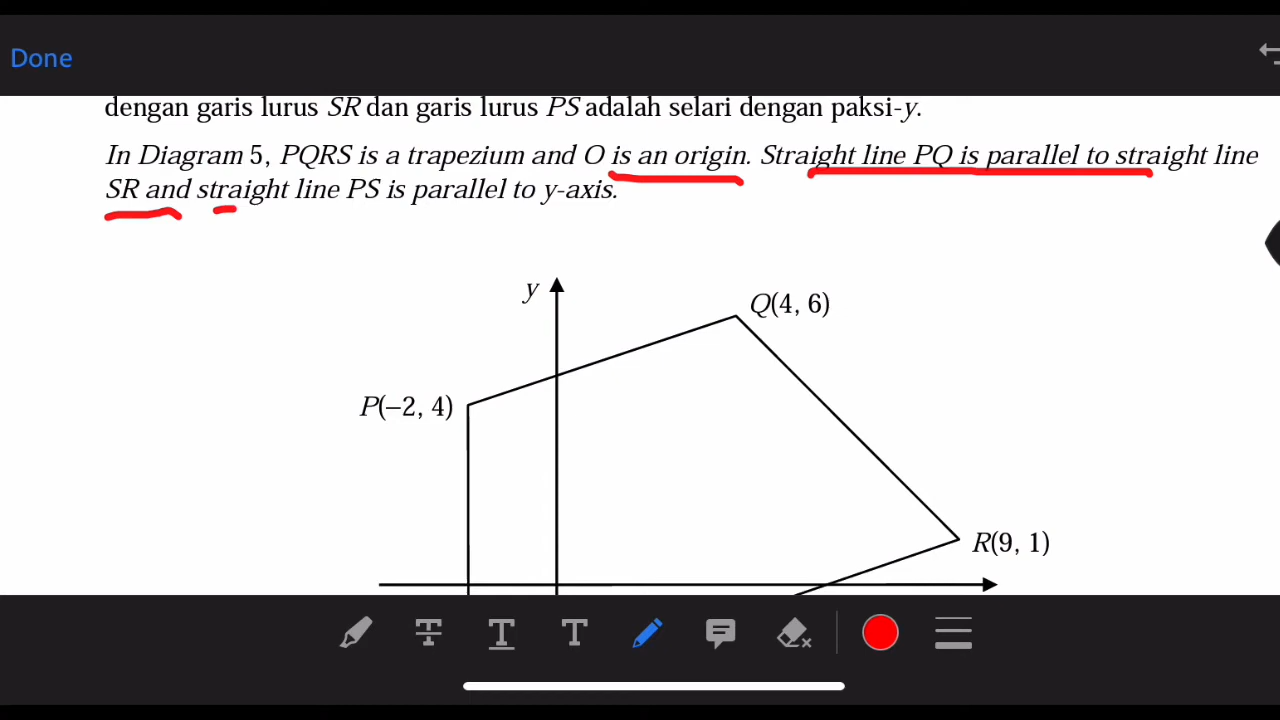 Done
dengan garis lurus SR dan garis lurus PS adalah selari dengan paksi-y.
In Diagram 5, PQRS is a trapezium and O is an origin. Straight line PQ is parallel to straight line
SR and straight line PS is parallel to y-axis.
y
Q(4, 6)
P(–2, 4)
R(9, 1)
T
T
T